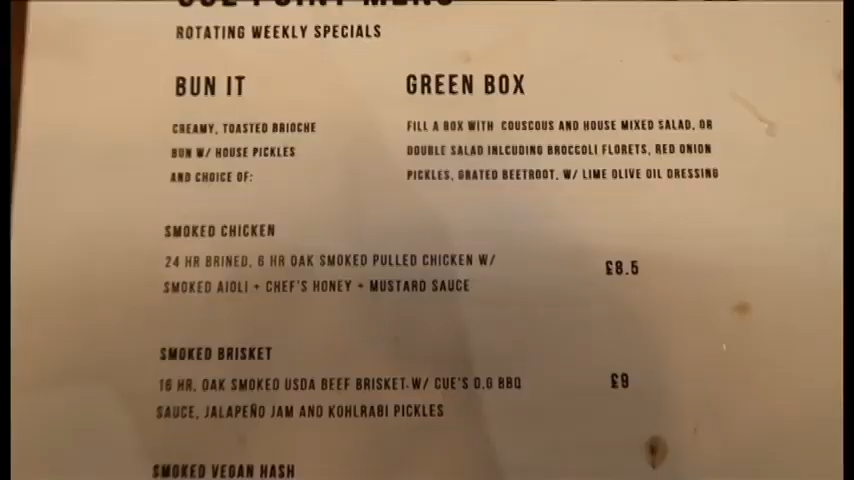 CUE POINT MENU
ROTATING WEEKLY SPECIALS
BUN IT
CREAMY, TOASTED BRIOCHE
BUN W/ HOUSE PICKLES
AND CHOICE OF:
GREEN BOX
FILL A BOX WITH COUSCOUS AND HOUSE MIXED SALAD, OR
DOUBLE SALAD INLCUDING BROCCOLI FLORETS, RED ONION
PICKLES, GRATED BEETROOT, W/ LIME OLIVE OIL DRESSING
SMOKED CHICKEN
24 HR BRINED, 6 HR OAK SMOKED PULLED CHICKEN W/
SMOKED AIOLI + CHEF'S HONEY + MUSTARD SAUCE
£8.5
SMOKED BRISKET
16 HR, OAK SMOKED USDA BEEF BRISKET W/ CUE'S O.G BBQ
SAUCE, JALAPEÑO JAM AND KOHLRABI PICKLES
£9
SMOKED VEGAN HASH